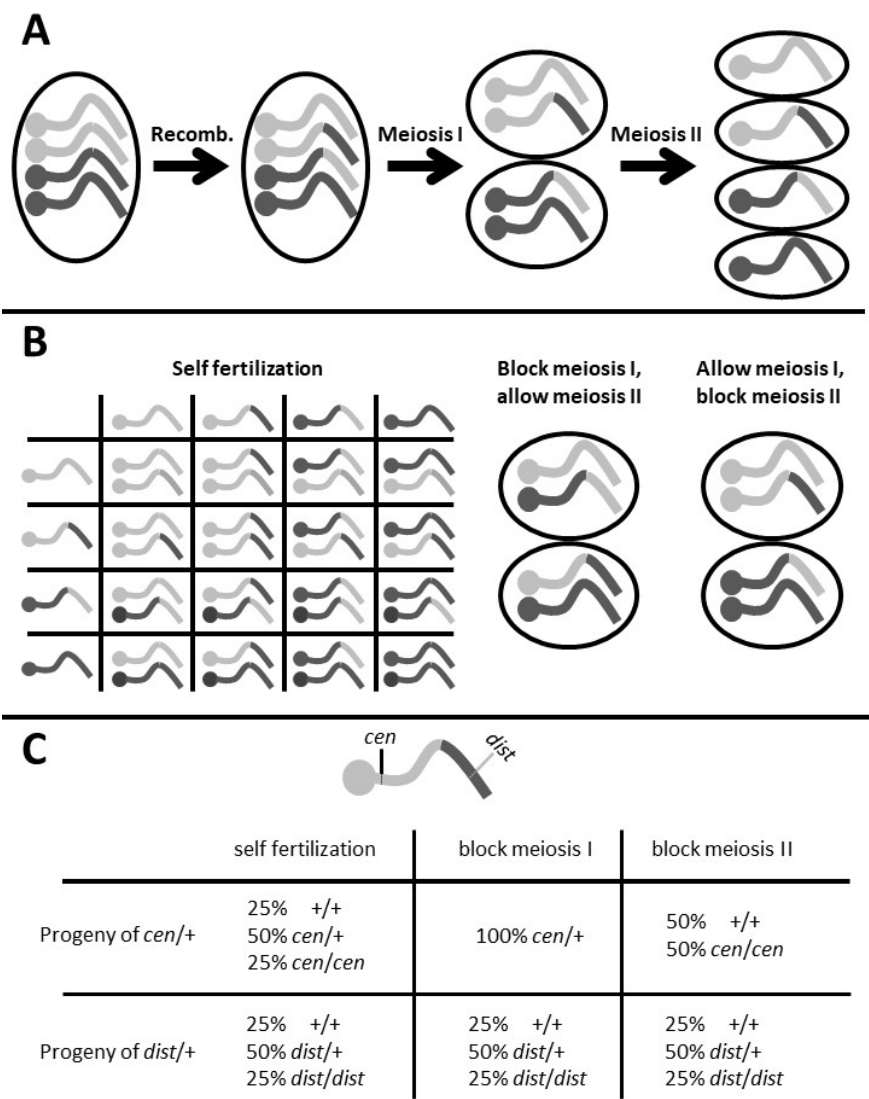 A
Recomb.
Meiosis I
Meiosis II
B
Self fertilization
Block meiosis I,
allow meiosis II
Allow meiosis I,
block meiosis II
C
cen
dist
self fertilization
block meiosis I
block meiosis II
Progeny of cen/+
25% +/+
50% cen/+
25% cen/cen
100% cen/+
50% +/+
50% cen/cen
Progeny of dist/+
25% +/+
50% dist/+
25% dist/dist
25% +/+
50% dist/+
25% dist/dist
25% +/+
50% dist/+
25% dist/dist